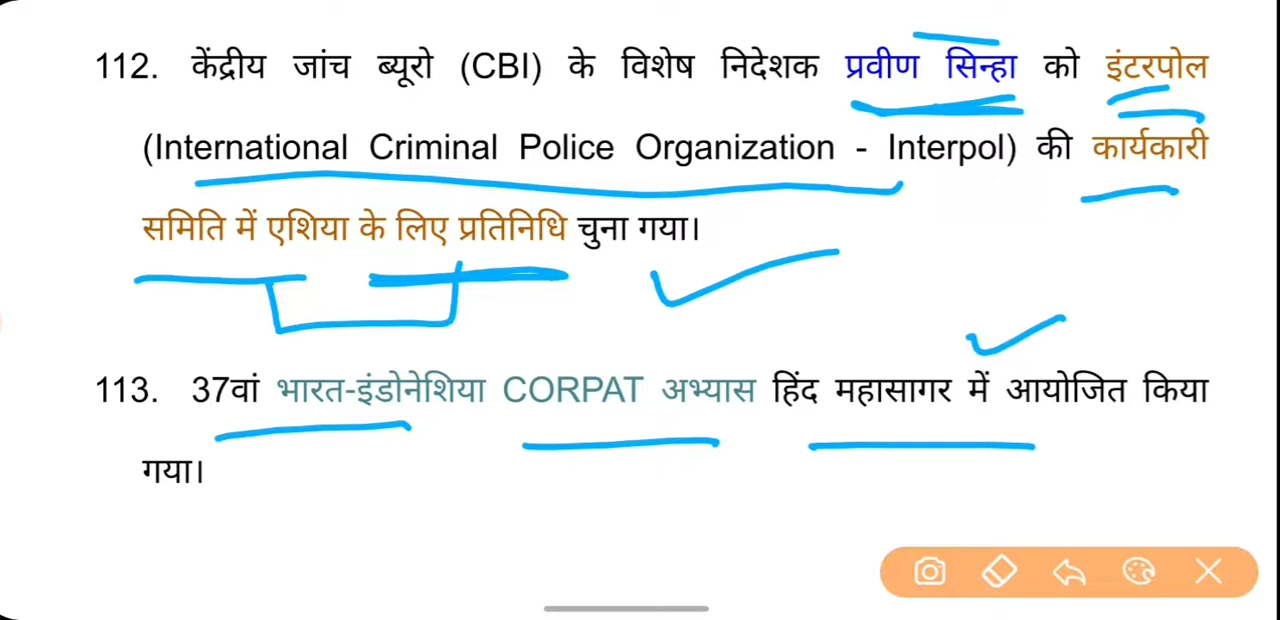 112. केंद्रीय जांच ब्यूरो (CBI) के विशेष निदेशक प्रवीण सिन्हा को इंटरपोल
(International Criminal Police Organization - Interpol) की कार्यकारी
समिति में एशिया के लिए प्रतिनिधि चुना गया।
113. 37वां भारत-इंडोनेशिया CORPAT अभ्यास हिंद महासागर में आयोजित किया
गया।